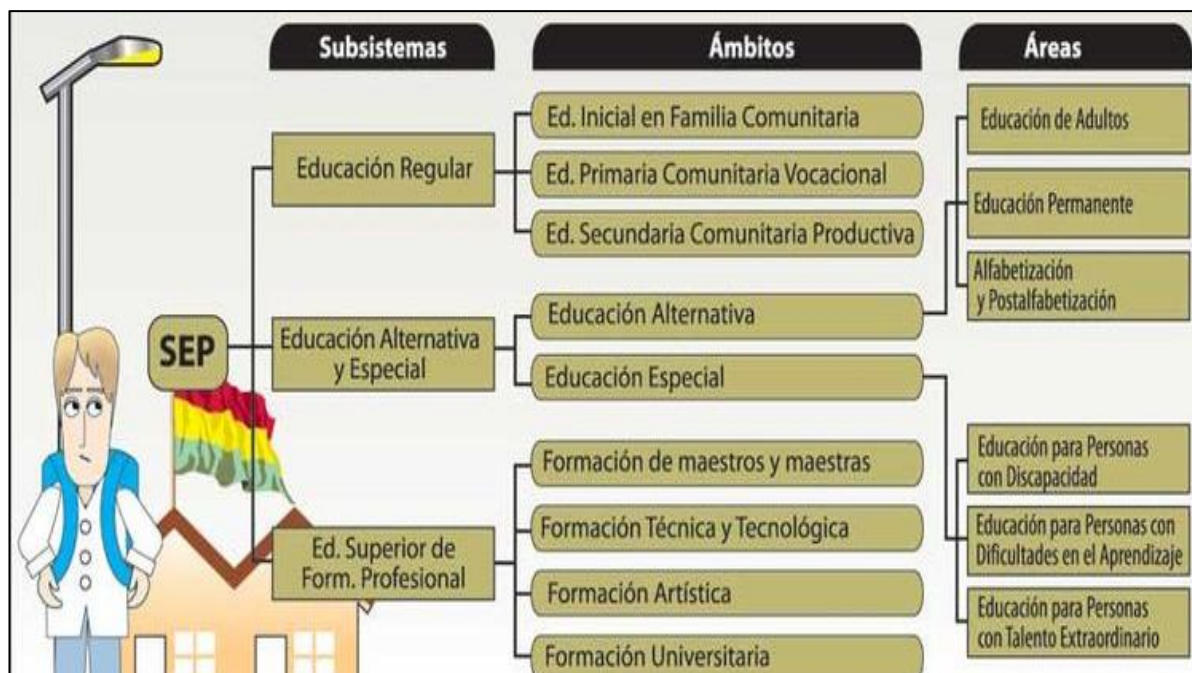 Subsistemas
Ámbitos
Áreas
SEP
Educación Regular
Ed. Inicial en Familia Comunitaria
Ed. Primaria Comunitaria Vocacional
Ed. Secundaria Comunitaria Productiva
Educación Alternativa
y Especial
Educación Alternativa
Educación Especial
Educación de Adultos
Educación Permanente
Alfabetización
y Postalfabetización
Educación para Personas
con Discapacidad
Educación para Personas con
Dificultades en el Aprendizaje
Educación para Personas
con Talento Extraordinario
Ed. Superior de
Form. Profesional
Formación de maestros y maestras
Formación Técnica y Tecnológica
Formación Artística
Formación Universitaria